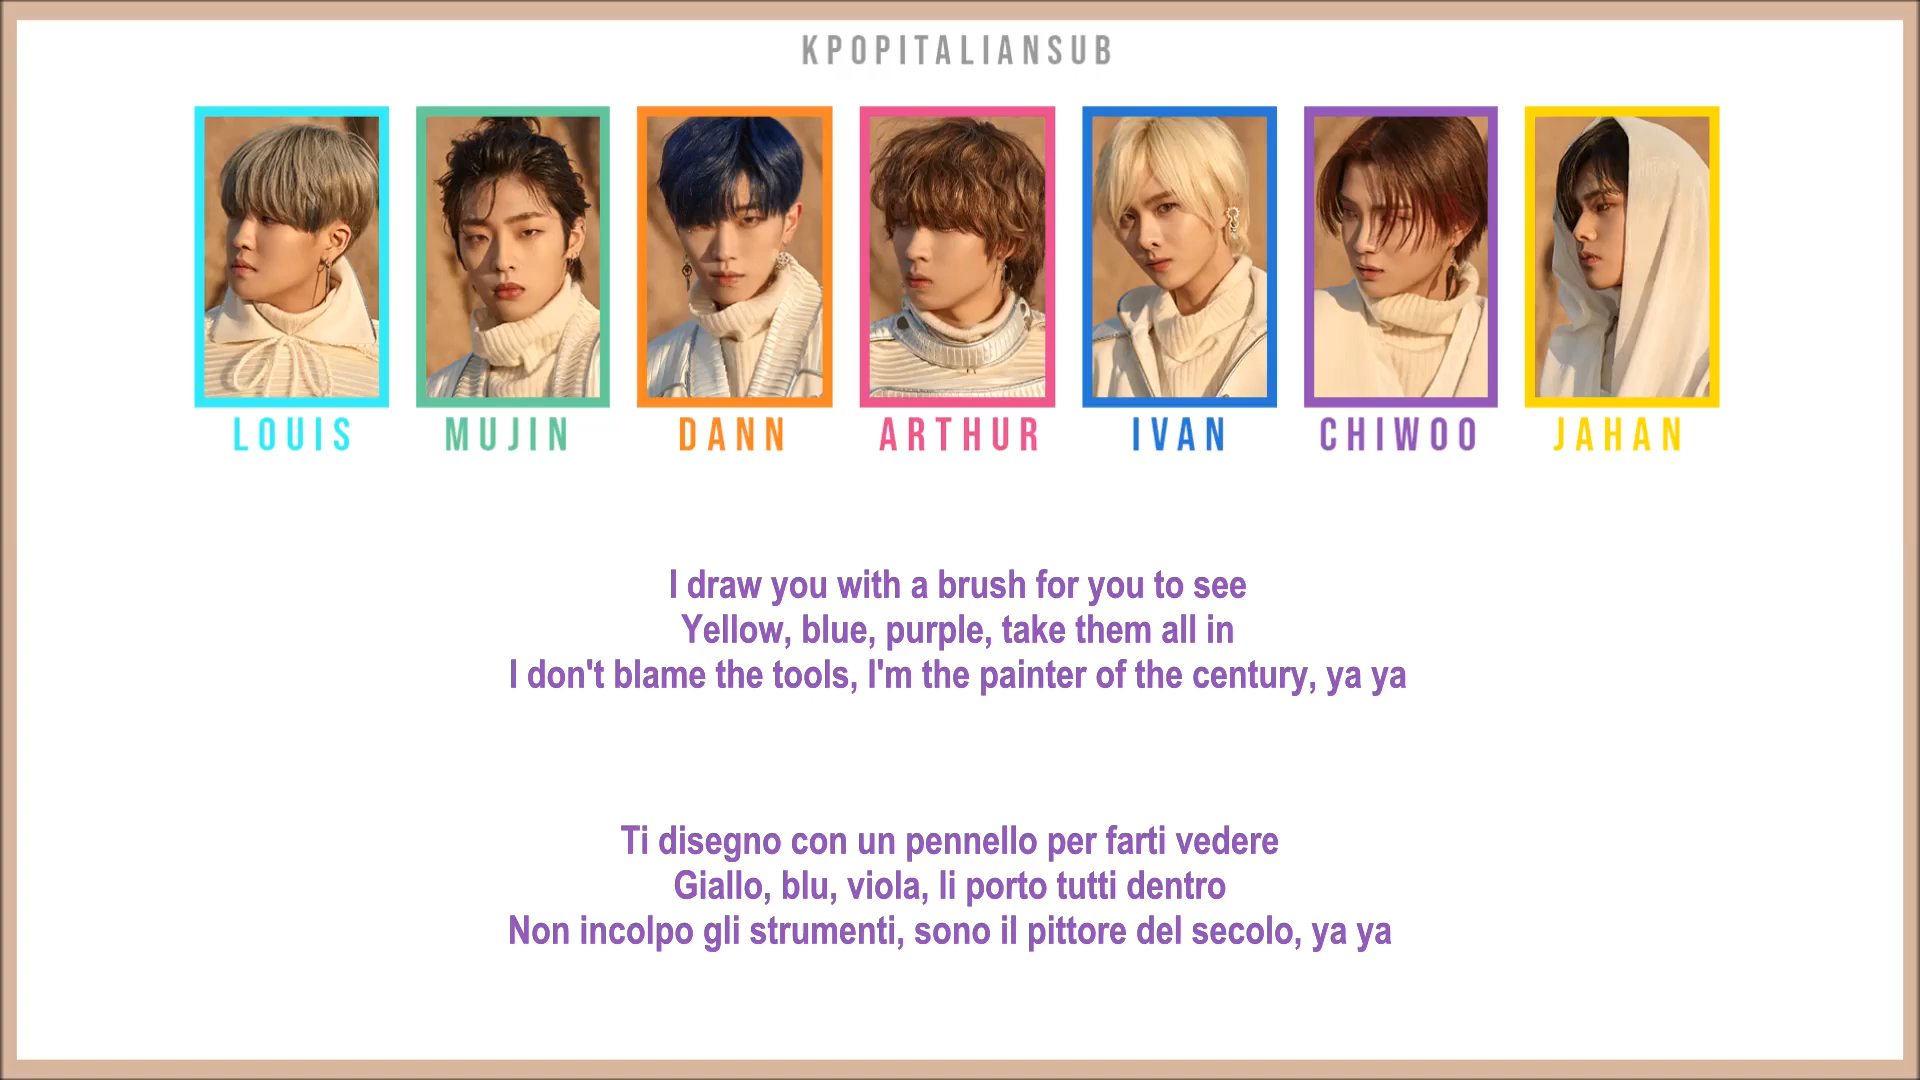 KPOPITALIANSUB
LOUIS MUJIN DANN ARTHUR IVAN CHIWOO JAHAN
I draw you with a brush for you to see
Yellow, blue, purple, take them all in
I don't blame the tools, I'm the painter of the century, ya ya
Ti disegno con un pennello per farti vedere
Giallo, blu, viola, li porto tutti dentro
Non incolpo gli strumenti, sono il pittore del secolo, ya ya